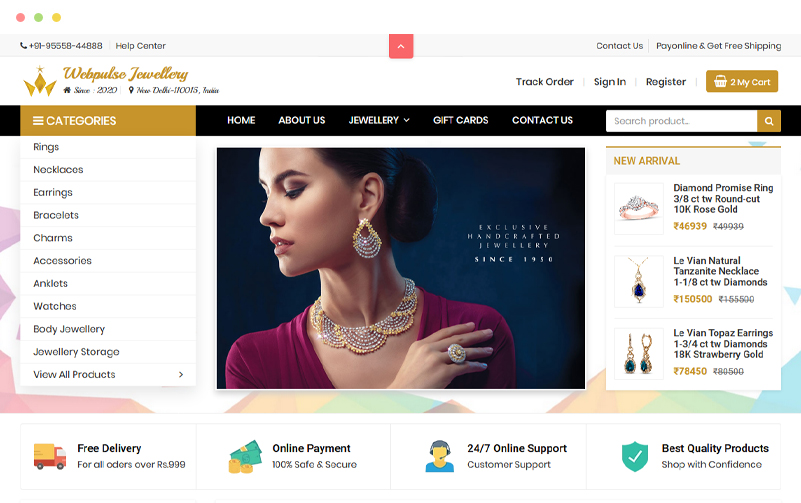 +91-95558-44888 Help Center
Contact Us Payonline & Get Free Shipping
Webpulse Jewellery
Since : 2020 New Delhi-110015, India
Track Order Sign In Register 2 My Cart
CATEGORIES
HOME ABOUT US JEWELLERY GIFT CARDS CONTACT US
Search product..
Rings
Necklaces
Earrings
Bracelets
Charms
Accessories
Anklets
Watches
Body Jewellery
Jewellery Storage
View All Products
EXCLUSIVE
HANDCRAFTED
JEWELLERY
SINCE 1950
NEW ARRIVAL
Diamond Promise Ring
3/8 ct tw Round-cut
10K Rose Gold
₹46939 ₹49939
Le Vian Natural
Tanzanite Necklace
1-1/8 ct tw Diamonds
₹150500 ₹155500
Le Vian Topaz Earrings
1-3/4 ct tw Diamonds
18K Strawberry Gold
₹78450 ₹80500
Free Delivery
For all oders over Rs.999
Online Payment
100% Safe & Secure
24/7 Online Support
Customer Support
Best Quality Products
Shop with Confidence